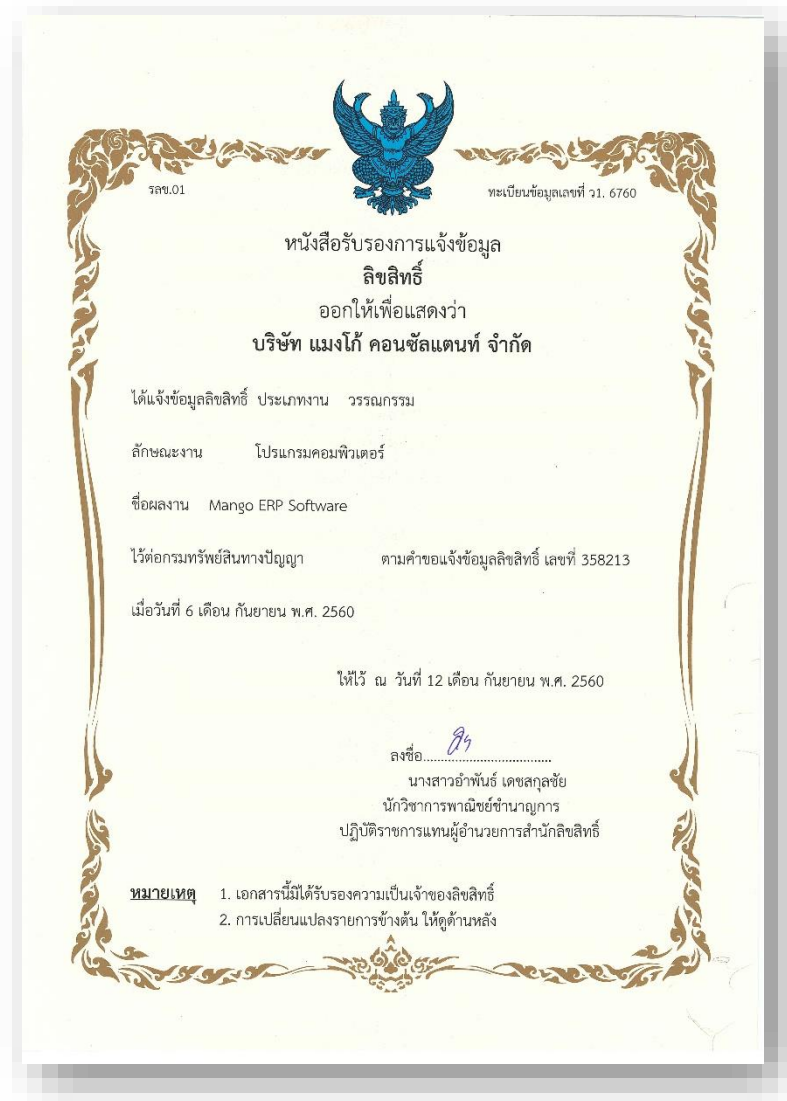 รลข.01
ทะเบียนข้อมูลเลขที่ ว1. 6760
หนังสือรับรองการแจ้งข้อมูล
ลิขสิทธิ์
ออกให้เพื่อแสดงว่า
บริษัท แมงโก้ คอนซัลแตนท์ จำกัด
ได้แจ้งข้อมูลลิขสิทธิ์ ประเภทงาน วรรณกรรม
ลักษณะงาน โปรแกรมคอมพิวเตอร์
ชื่อผลงาน Mango ERP Software
ไว้ต่อกรมทรัพย์สินทางปัญญา ตามคำขอแจ้งข้อมูลลิขสิทธิ์ เลขที่ 358213
เมื่อวันที่ 6 เดือน กันยายน พ.ศ. 2560
ให้ไว้ ณ วันที่ 12 เดือน กันยายน พ.ศ. 2560
ลงชื่อ..................................
นางสาวอำพันธ์ เดชสกุลชัย
นักวิชาการพาณิชย์ชำนาญการ
ปฏิบัติราชการแทนผู้อำนวยการสำนักลิขสิทธิ์
หมายเหตุ 1. เอกสารนี้มิได้รับรองความเป็นเจ้าของลิขสิทธิ์
2. การเปลี่ยนแปลงรายการข้างต้น ให้ดูด้านหลัง